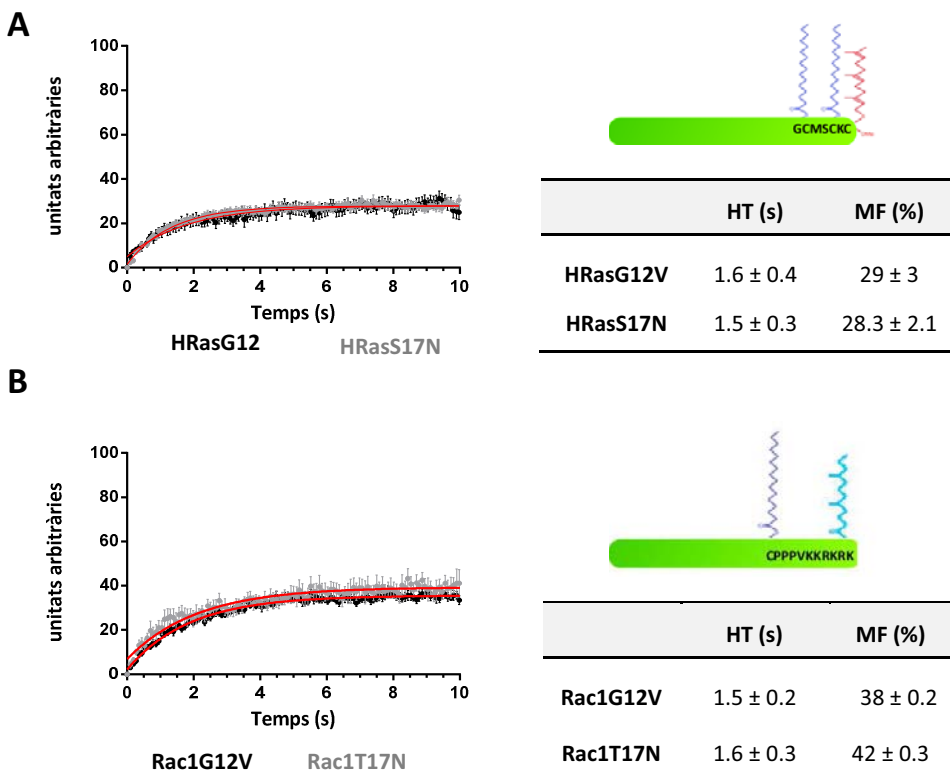 A
unitats arbitràries
100
80
60
40
20
0
0 2 4 6 8 10
Temps (s)
HRasG12 HRasS17N
GCMSCKC
HT (s) MF (%)
HRasG12V 1.6 ± 0.4 29 ± 3
HRasS17N 1.5 ± 0.3 28.3 ± 2.1
B
unitats arbitràries
100
80
60
40
20
0
0 2 4 6 8 10
Temps (s)
Rac1G12V Rac1T17N
CPPPVKKRKRK
HT (s) MF (%)
Rac1G12V 1.5 ± 0.2 38 ± 0.2
Rac1T17N 1.6 ± 0.3 42 ± 0.3